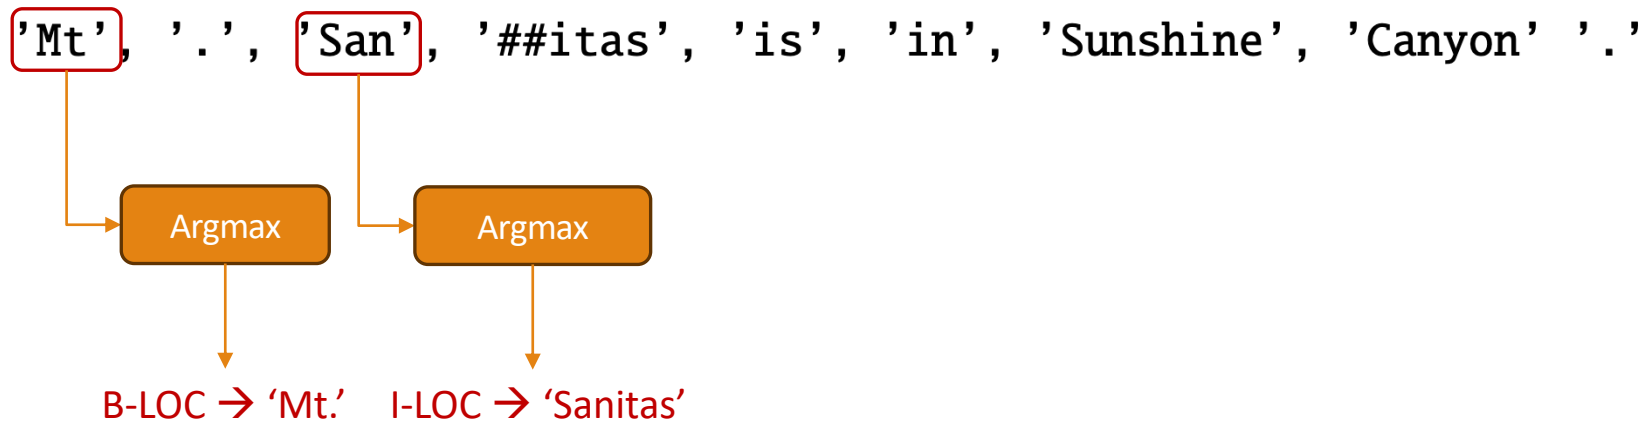 ’Mt’, ’.’, ’San’, ’##itas’, ’is’, ’in’, ’Sunshine’, ’Canyon’ ’.’
Argmax Argmax
B-LOC → ‘Mt.’ I-LOC → ‘Sanitas’